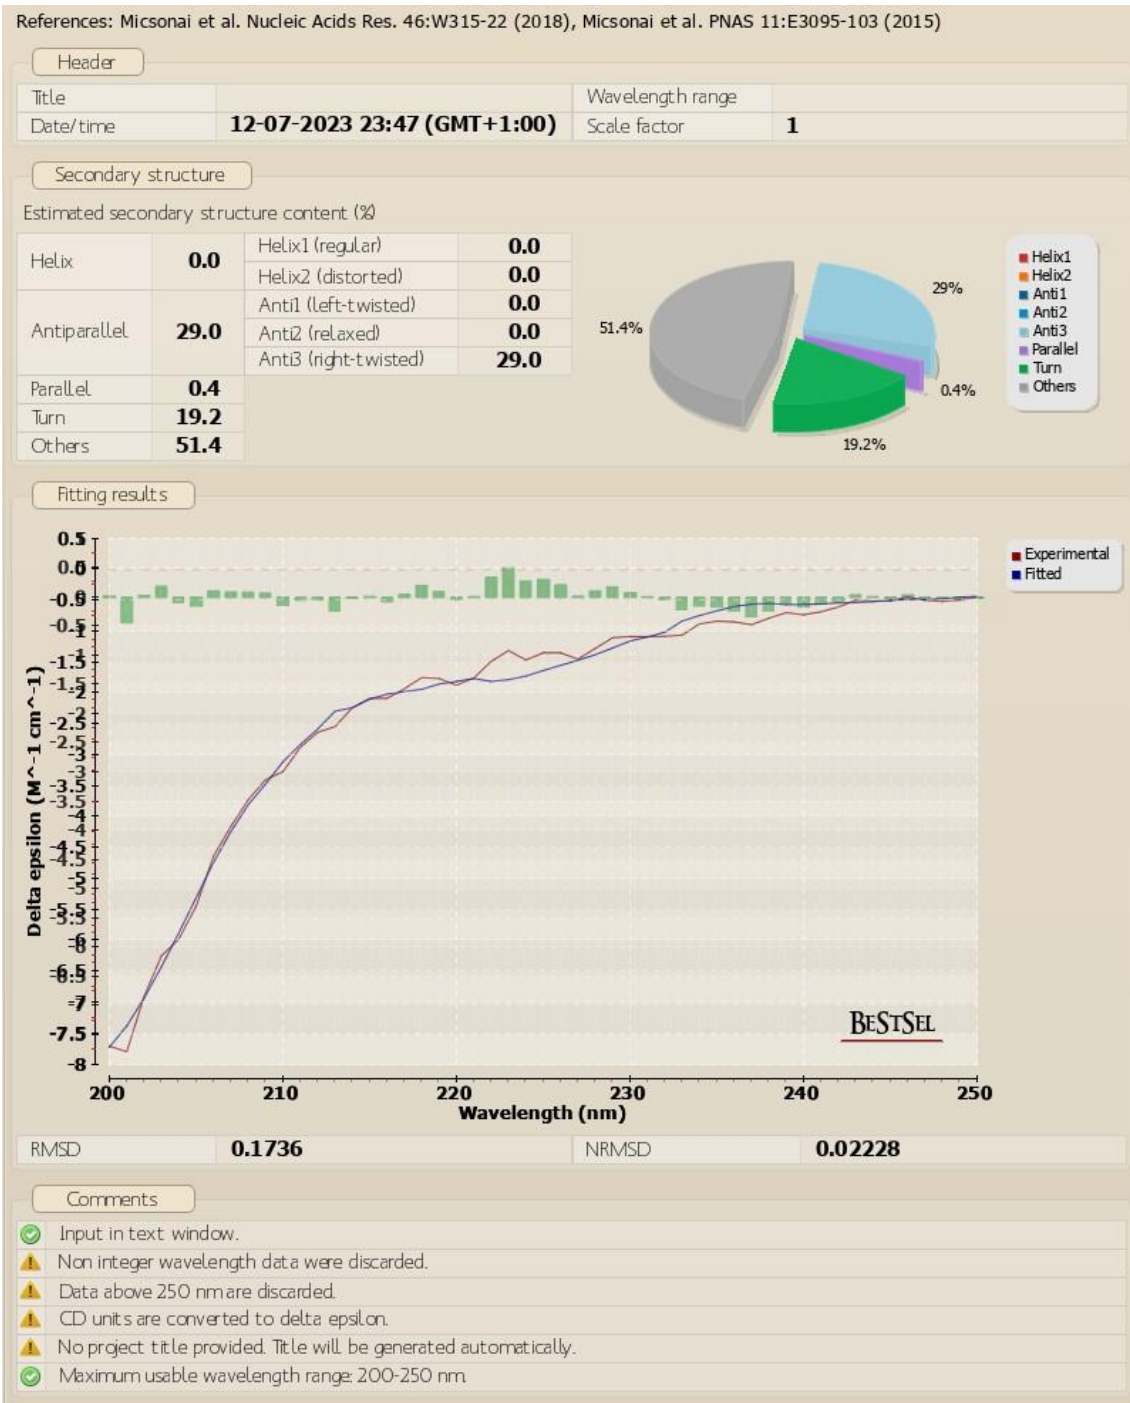 References: Micsonai et al. Nucleic Acids Res. 46:W315-22 (2018), Micsonai et al. PNAS 11:E3095-103 (2015)
Header
Title Wavelength range
Date/time 12-07-2023 23:47 (GMT+1:00) Scale factor 1
Secondary structure
Estimated secondary structure content (%)
Helix 0.0 Helix1 (regular) 0.0
Helix2 (distorted) 0.0
Antiparallel 29.0 Anti1 (left-twisted) 0.0
Anti2 (relaxed) 0.0
Anti3 (right-twisted) 29.0
Parallel 0.4
Turn 19.2
Others 51.4
51.4%
29%
0.4%
19.2%
Helix1
Helix2
Anti1
Anti2
Anti3
Parallel
Turn
Others
Fitting results
Delta epsilon (M^-1 cm^-1)
0.5
-7
-7.5
-8
200 210 220 230 240 250
Wavelength (nm)
Experimental
Fitted
BESTSEL
RMSD 0.1736 NRMSD 0.02228
Comments
Input in text window.
Non integer wavelength data were discarded.
Data above 250 nm are discarded.
CD units are converted to delta epsilon.
No project title provided. Title will be generated automatically.
Maximum usable wavelength range: 200-250 nm.